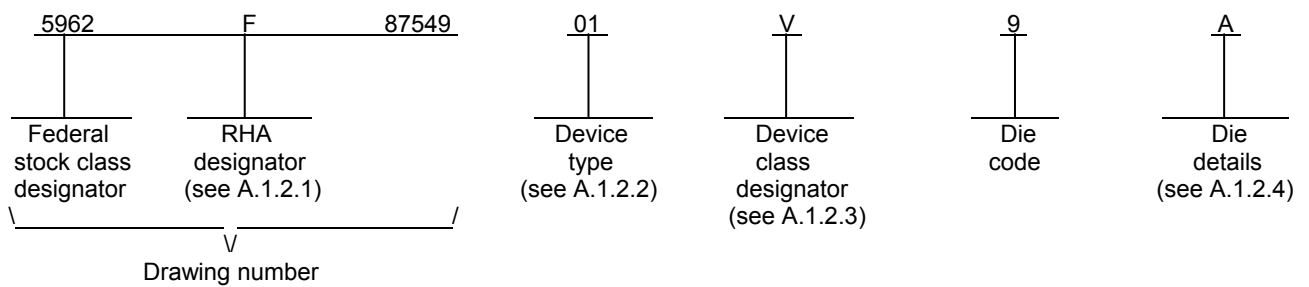 5962 F 87549 01 V 9 A
Federal RHA Device Device Die Die
stock class designator type class code details
designator (see A.1.2.1) (see A.1.2.2) designator (see A.1.2.4)
(see A.1.2.3)
\ /
\/
Drawing number